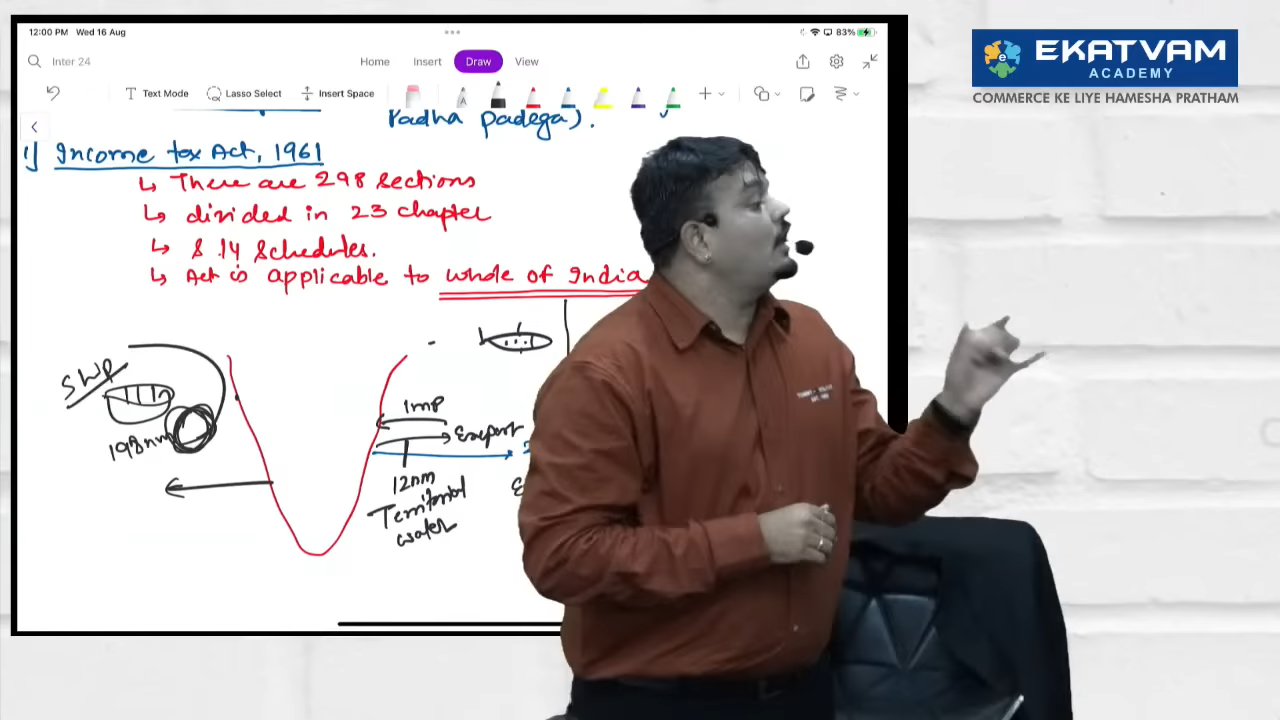 12:00 PM Wed 16 Aug
83%
Inter 24
Home Insert Draw View
Text Mode Lasso Select Insert Space
padega).
1) Income tax Act, 1961
↳ There are 298 sections
↳ divided in 23 chapter
↳ & 14 Schedules.
↳ Act is applicable to whole of India
SWP
198nm
Imp
Export
12nm
Territorial
water
EKATVAM
ACADEMY
COMMERCE KE LIYE HAMESHA PRATHAM